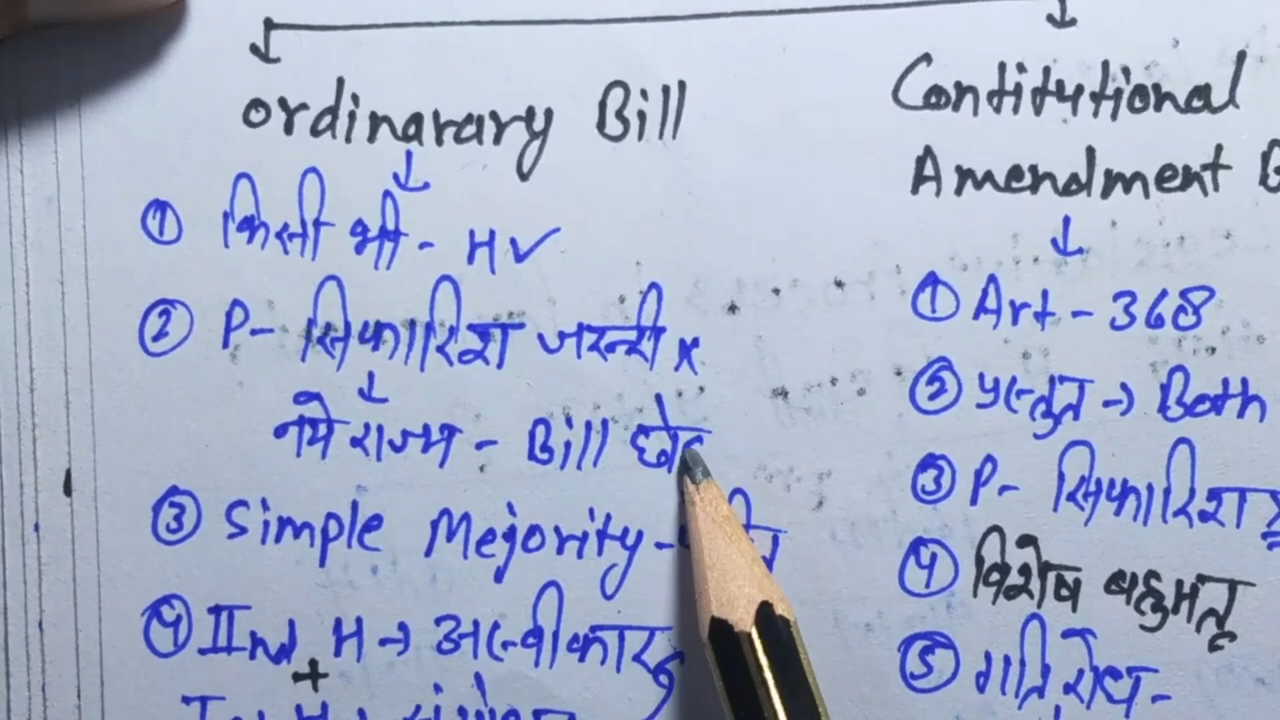 ordinarary Bill
① किसी भी - H✓
② P - सिफारिश जरूरी ×
नये राज्य - Bill छोड़
③ Simple Mejority -
④ IInd H → अस्वीकार
+
Contitutional
Amendment B
① Art - 368
② प्रस्तुत → Both
③ P - सिफारिश ×
④ विशेष बहुमत
⑤ गतिरोध -